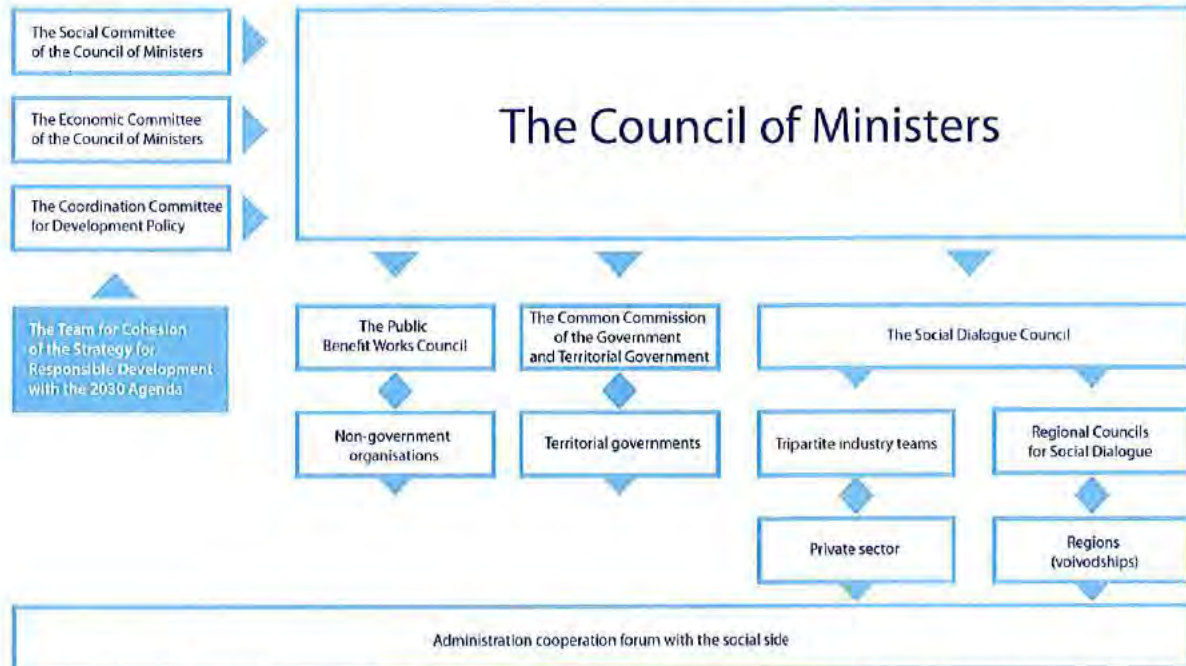 The Social Committee
of the Council of Ministers
The Economic Committee
of the Council of Ministers
The Coordination Committee
for Development Policy
The Team for Cohesion
of the Strategy for
Responsible Development
with the 2030 Agenda
The Council of Ministers
The Public
Benefit Works Council
The Common Commission
of the Government
and Territorial Government
The Social Dialogue Council
Non-government
organisations
Territorial governments
Tripartite industry teams
Regional Councils
for Social Dialogue
Private sector
Regions
(voivodships)
Administration cooperation forum with the social side